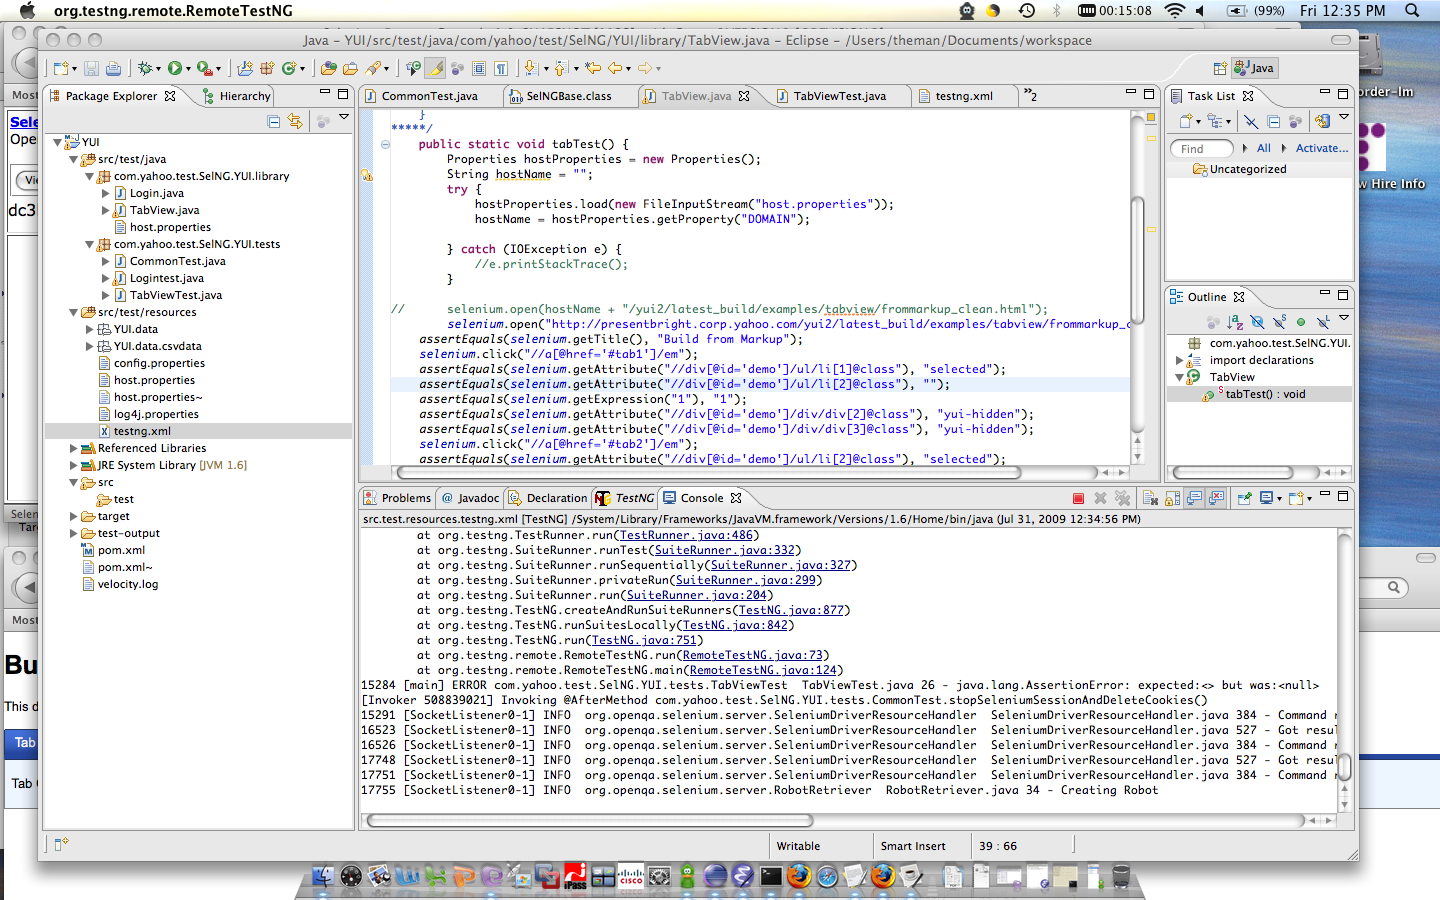 org.testng.remote.RemoteTestNG
00:15:08
(99%)
Fri 12:35 PM
Java – YUI/src/test/java/com/yahoo/test/SelNG/YUI/library/TabView.java – Eclipse – /Users/theman/Documents/workspace
Java
Package Explorer
Hierarchy
YUI
src/test/java
com.yahoo.test.SelNG.YUI.library
Login.java
TabView.java
host.properties
com.yahoo.test.SelNG.YUI.tests
CommonTest.java
Logintest.java
TabViewTest.java
src/test/resources
YUI.data
YUI.data.csvdata
config.properties
host.properties
host.properties~
log4j.properties
testng.xml
Referenced Libraries
JRE System Library [JVM 1.6]
src
test
target
test-output
pom.xml
pom.xml~
velocity.log
CommonTest.java
SelNGBase.class
TabView.java
TabViewTest.java
testng.xml
»2
}
*****/
public static void tabTest() {
Properties hostProperties = new Properties();
String hostName = "";
try {
hostProperties.load(new FileInputStream("host.properties"));
hostName = hostProperties.getProperty("DOMAIN");
} catch (IOException e) {
//e.printStackTrace();
}
// selenium.open(hostName + "/yui2/latest_build/examples/tabview/frommarkup_clean.html");
selenium.open("http://presentbright.corp.yahoo.com/yui2/latest_build/examples/tabview/frommarkup_c
assertEquals(selenium.getTitle(), "Build from Markup");
selenium.click("//a[@href='#tab1']/em");
assertEquals(selenium.getAttribute("//div[@id='demo']/ul/li[1]@class"), "selected");
assertEquals(selenium.getAttribute("//div[@id='demo']/ul/li[2]@class"), "");
assertEquals(selenium.getExpression("1"), "1");
assertEquals(selenium.getAttribute("//div[@id='demo']/div/div[2]@class"), "yui-hidden");
assertEquals(selenium.getAttribute("//div[@id='demo']/div/div[3]@class"), "yui-hidden");
selenium.click("//a[@href='#tab2']/em");
assertEquals(selenium.getAttribute("//div[@id='demo']/ul/li[2]@class"), "selected");
Task List
Find
All
Activate...
Uncategorized
Outline
com.yahoo.test.SelNG.YUI.
import declarations
TabView
tabTest() : void
Problems
Javadoc
Declaration
TestNG
Console
src.test.resources.testng.xml [TestNG] /System/Library/Frameworks/JavaVM.framework/Versions/1.6/Home/bin/java (Jul 31, 2009 12:34:56 PM)
at org.testng.TestRunner.run(TestRunner.java:486)
at org.testng.SuiteRunner.runTest(SuiteRunner.java:332)
at org.testng.SuiteRunner.runSequentially(SuiteRunner.java:327)
at org.testng.SuiteRunner.privateRun(SuiteRunner.java:299)
at org.testng.SuiteRunner.run(SuiteRunner.java:204)
at org.testng.TestNG.createAndRunSuiteRunners(TestNG.java:877)
at org.testng.TestNG.runSuitesLocally(TestNG.java:842)
at org.testng.TestNG.run(TestNG.java:751)
at org.testng.remote.RemoteTestNG.run(RemoteTestNG.java:73)
at org.testng.remote.RemoteTestNG.main(RemoteTestNG.java:124)
15284 [main] ERROR com.yahoo.test.SelNG.YUI.tests.TabViewTest TabViewTest.java 26 - java.lang.AssertionError: expected:<> but was:<null>
[Invoker 508839021] Invoking @AfterMethod com.yahoo.test.SelNG.YUI.tests.CommonTest.stopSeleniumSessionAndDeleteCookies()
15291 [SocketListener0-1] INFO org.openqa.selenium.server.SeleniumDriverResourceHandler SeleniumDriverResourceHandler.java 384 - Command r
16523 [SocketListener0-1] INFO org.openqa.selenium.server.SeleniumDriverResourceHandler SeleniumDriverResourceHandler.java 527 - Got resul
16526 [SocketListener0-1] INFO org.openqa.selenium.server.SeleniumDriverResourceHandler SeleniumDriverResourceHandler.java 384 - Command r
17748 [SocketListener0-1] INFO org.openqa.selenium.server.SeleniumDriverResourceHandler SeleniumDriverResourceHandler.java 527 - Got resul
17751 [SocketListener0-1] INFO org.openqa.selenium.server.SeleniumDriverResourceHandler SeleniumDriverResourceHandler.java 384 - Command r
17755 [SocketListener0-1] INFO org.openqa.selenium.server.RobotRetriever RobotRetriever.java 34 - Creating Robot
Writable
Smart Insert
39 : 66
Most
Sele
Ope
Vie
dc3
Selen
Targ
Most
Bu
This d
Tab
Tab C
order-lm
w Hire Info
iPass
CISCO